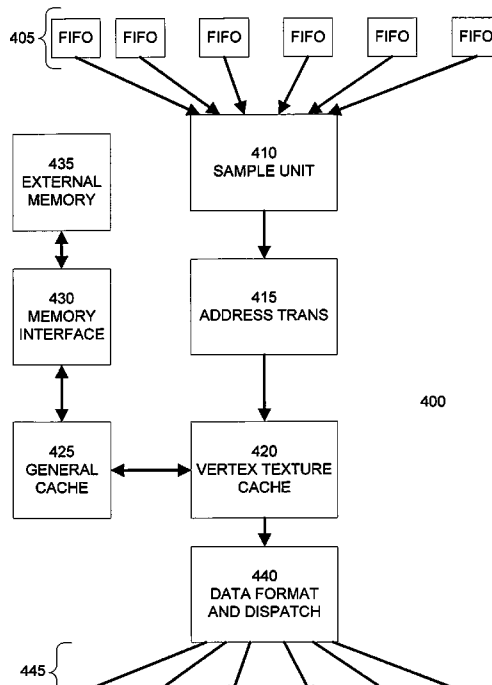 405
FIFO FIFO FIFO FIFO FIFO FIFO
410
SAMPLE UNIT
435
EXTERNAL
MEMORY
430
MEMORY
INTERFACE
415
ADDRESS TRANS
400
425
GENERAL
CACHE
420
VERTEX TEXTURE
CACHE
440
DATA FORMAT
AND DISPATCH
445